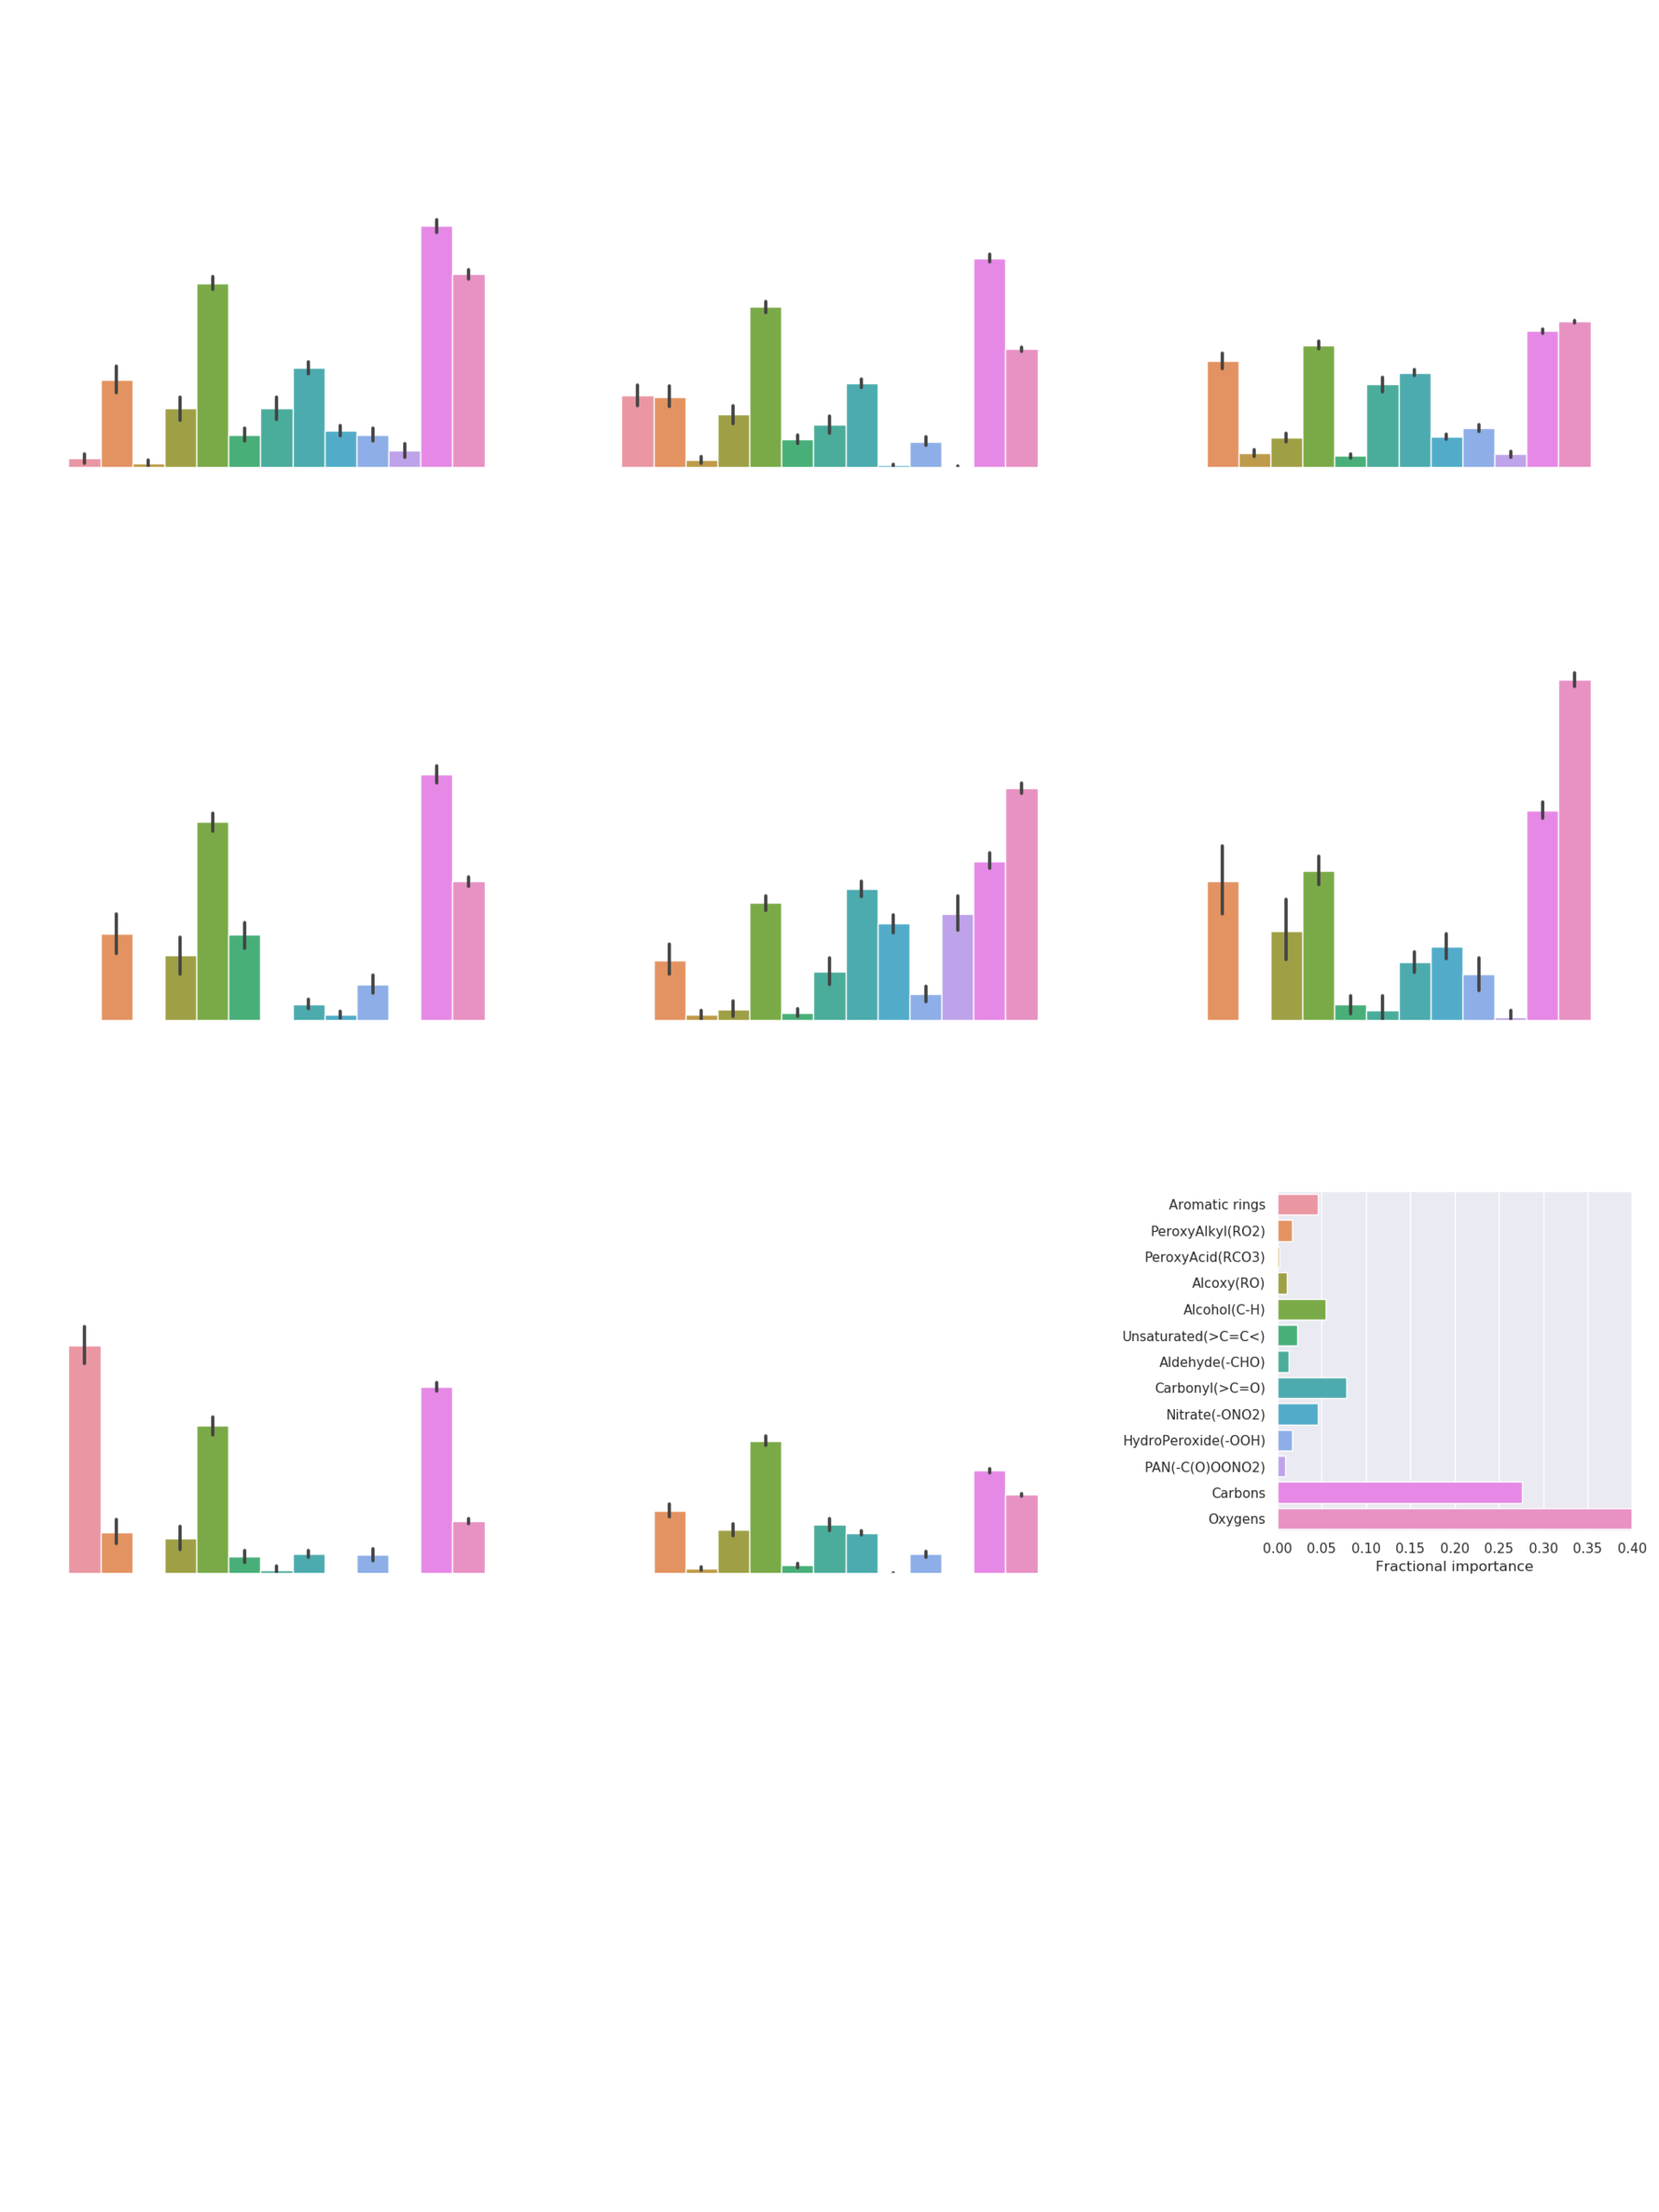 Aromatic rings
PeroxyAlkyl(RO2)
PeroxyAcid(RCO3)
Alcoxy(RO)
Alcohol(C-H)
Unsaturated(>C=C<)
Aldehyde(-CHO)
Carbonyl(>C=O)
Nitrate(-ONO2)
HydroPeroxide(-OOH)
PAN(-C(O)OONO2)
Carbons
Oxygens
0.00 0.05 0.10 0.15 0.20 0.25 0.30 0.35 0.40
Fractional importance